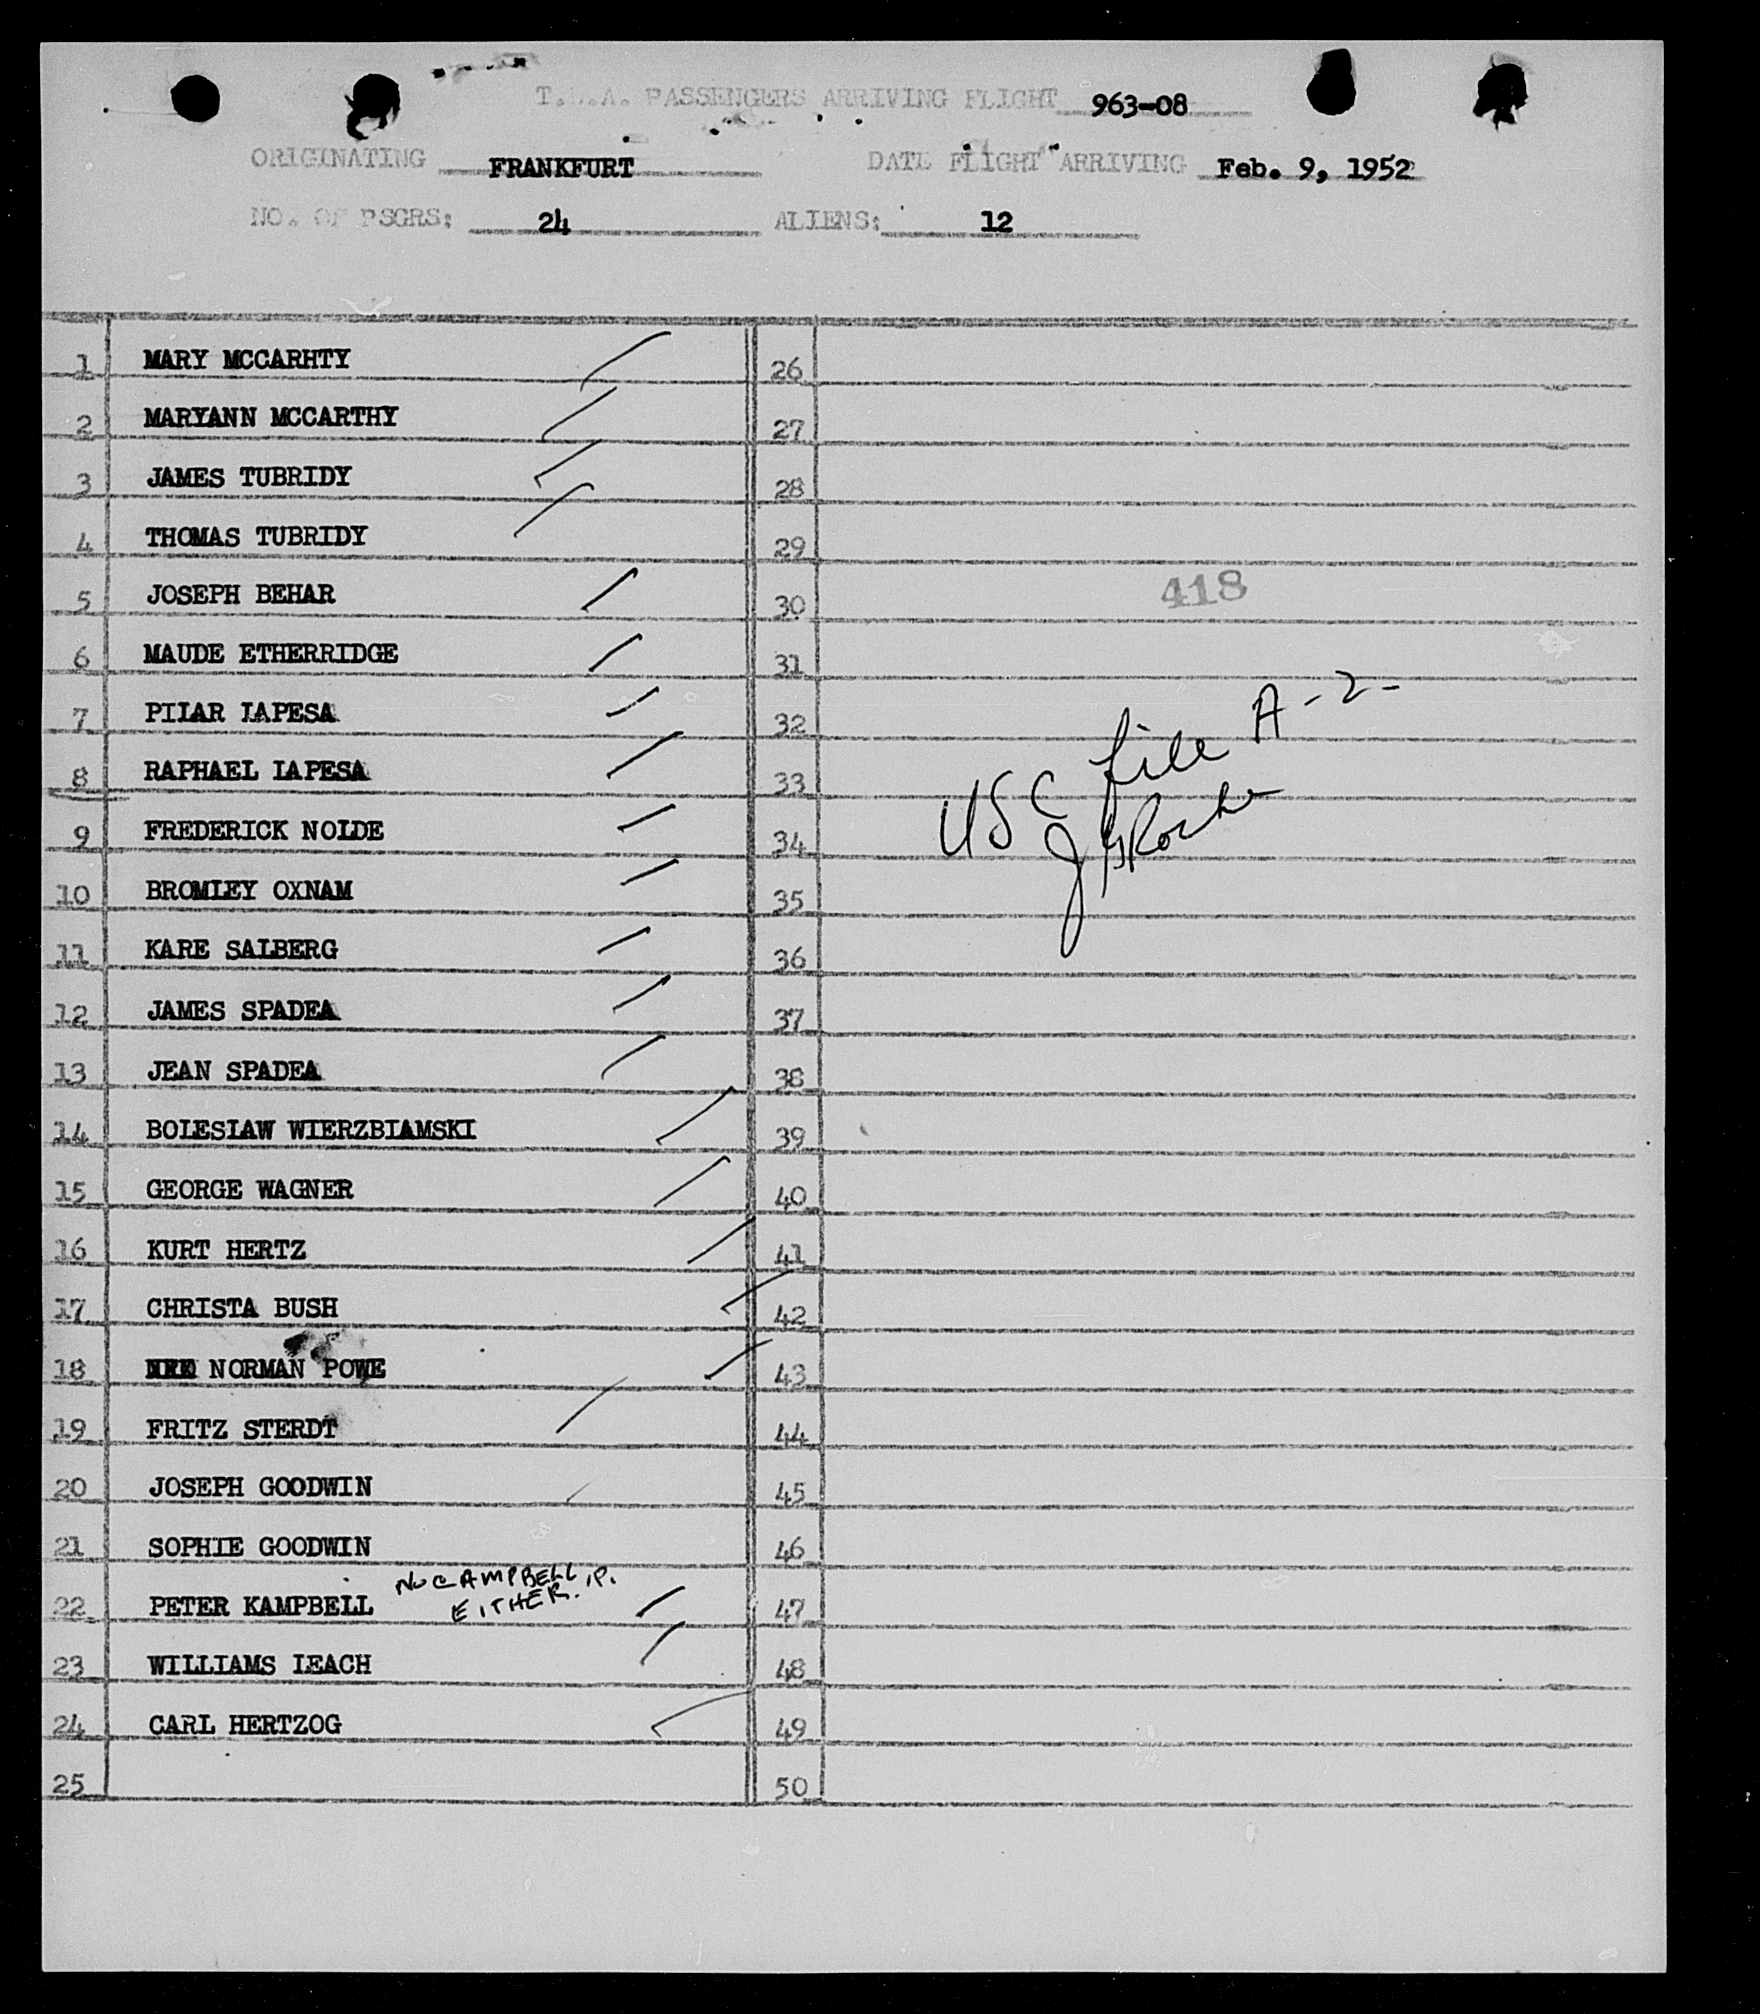 T.W.A. PASSENGERS ARRIVING FLIGHT 963-08
ORIGINATING FRANKFURT DATE FLIGHT ARRIVING Feb. 9, 1952
NO. OF PSGRS: 24 ALIENS: 12
1 MARY MCCARHTY 26
2 MARYANN MCCARTHY 27
3 JAMES TUBRIDY 28
4 THOMAS TUBRIDY 29
5 JOSEPH BEHAR 30 418
6 MAUDE ETHERRIDGE 31
7 PILAR LAPESA 32
8 RAPHAEL LAPESA 33 USC file A-2-
9 FREDERICK NOLDE 34
10 BROMLEY OXNAM 35
11 KARE SALBERG 36
12 JAMES SPADEA 37
13 JEAN SPADEA 38
14 BOLESLAW WIERZBIAMSKI 39
15 GEORGE WAGNER 40
16 KURT HERTZ 41
17 CHRISTA BUSH 42
18 NORMAN POWE 43
19 FRITZ STERDT 44
20 JOSEPH GOODWIN 45
21 SOPHIE GOODWIN 46
NO CAMPBELL, P.
EITHER.
22 PETER KAMPBELL 47
23 WILLIAMS LEACH 48
24 CARL HERTZOG 49
25 50